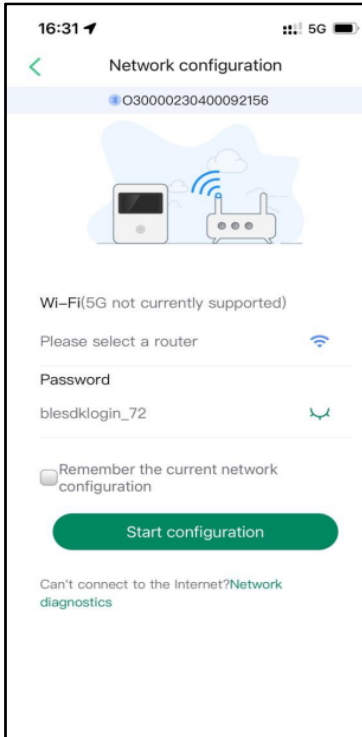 16:31
5G
Network configuration
O30000230400092156
Wi-Fi(5G not currently supported)
Please select a router
Password
blesdklogin_72
Remember the current network
configuration
Start configuration
Can't connect to the Internet?Network
diagnostics